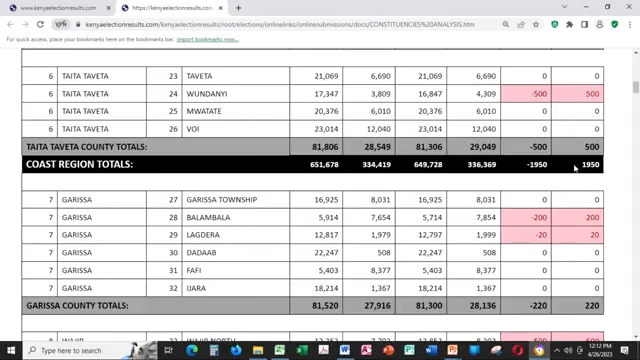 www.kenyaelectionresults.com/ https://kenyaelectionresults.com/
https://kenyaelectionresults.com/kenyaelectionresults/root/elections/onlinelinks/onlinesubmissions/docs/CONSTITUENCIES%20ANALYSIS.htm
For quick access, place your bookmarks here on the bookmarks bar. Import bookmarks now...
6 TAITA TAVETA 23 TAVETA 21,069 6,690 21,069 6,690 0 0
6 TAITA TAVETA 24 WUNDANYI 17,347 3,809 16,847 4,309 -500 500
6 TAITA TAVETA 25 MWATATE 20,376 6,010 20,376 6,010 0 0
6 TAITA TAVETA 26 VOI 23,014 12,040 23,014 12,040 0 0
TAITA TAVETA COUNTY TOTALS: 81,806 28,549 81,306 29,049 -500 500
COAST REGION TOTALS: 651,678 334,419 649,728 336,369 -1950 1950
7 GARISSA 27 GARISSA TOWNSHIP 16,925 8,031 16,925 8,031 0 0
7 GARISSA 28 BALAMBALA 5,914 7,654 5,714 7,854 -200 200
7 GARISSA 29 LAGDERA 12,817 1,979 12,797 1,999 -20 20
7 GARISSA 30 DADAAB 22,247 508 22,247 508 0 0
7 GARISSA 31 FAFI 5,403 8,377 5,403 8,377 0 0
7 GARISSA 32 IJARA 18,214 1,367 18,214 1,367 0 0
GARISSA COUNTY TOTALS: 81,520 27,916 81,300 28,136 -220 220
Type here to search
12:12 PM
4/26/2023